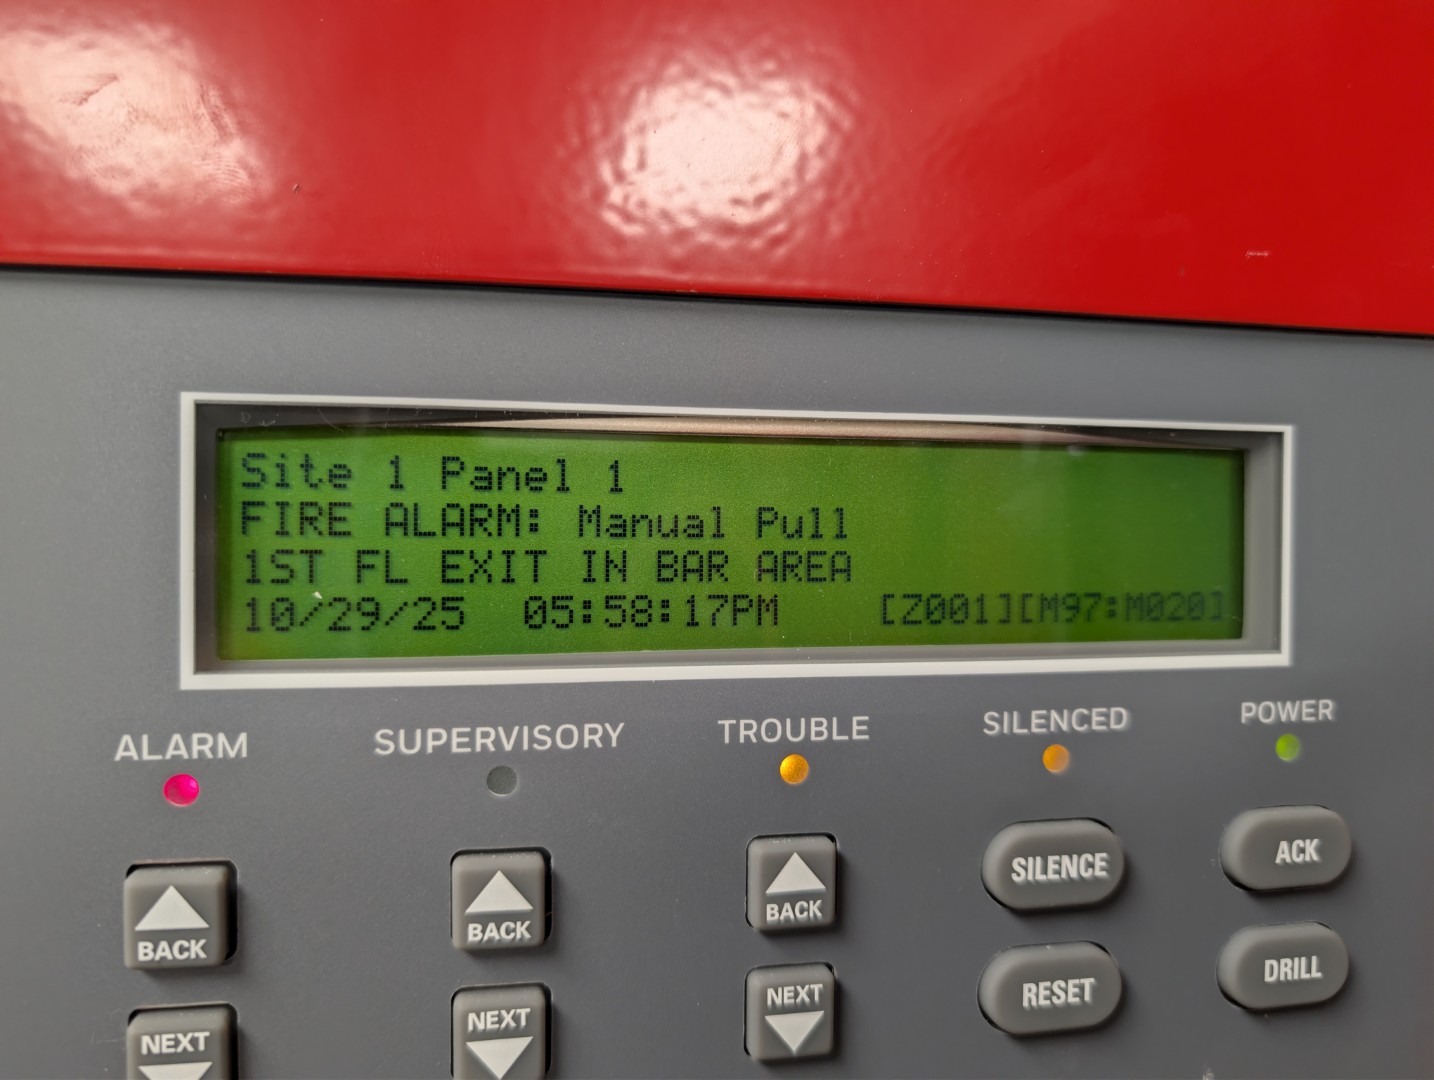 Site 1 Panel 1
FIRE ALARM: Manual Pull
1ST FL EXIT IN BAR AREA
10/29/25 05:58:17PM [Z001][M97:M020]
ALARM SUPERVISORY TROUBLE SILENCED POWER
BACK BACK BACK SILENCE ACK
NEXT NEXT NEXT RESET DRILL